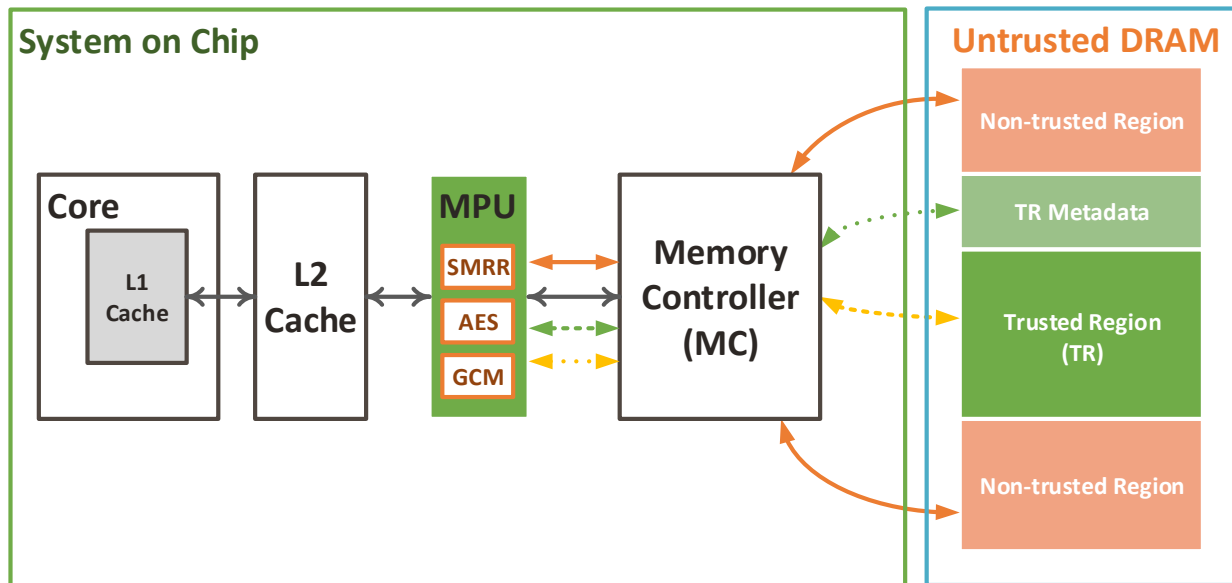 System on Chip
Untrusted DRAM
Non-trusted Region
Core
L1
Cache
L2
Cache
MPU
SMRR
AES
GCM
Memory
Controller
(MC)
TR Metadata
Trusted Region
(TR)
Non-trusted Region